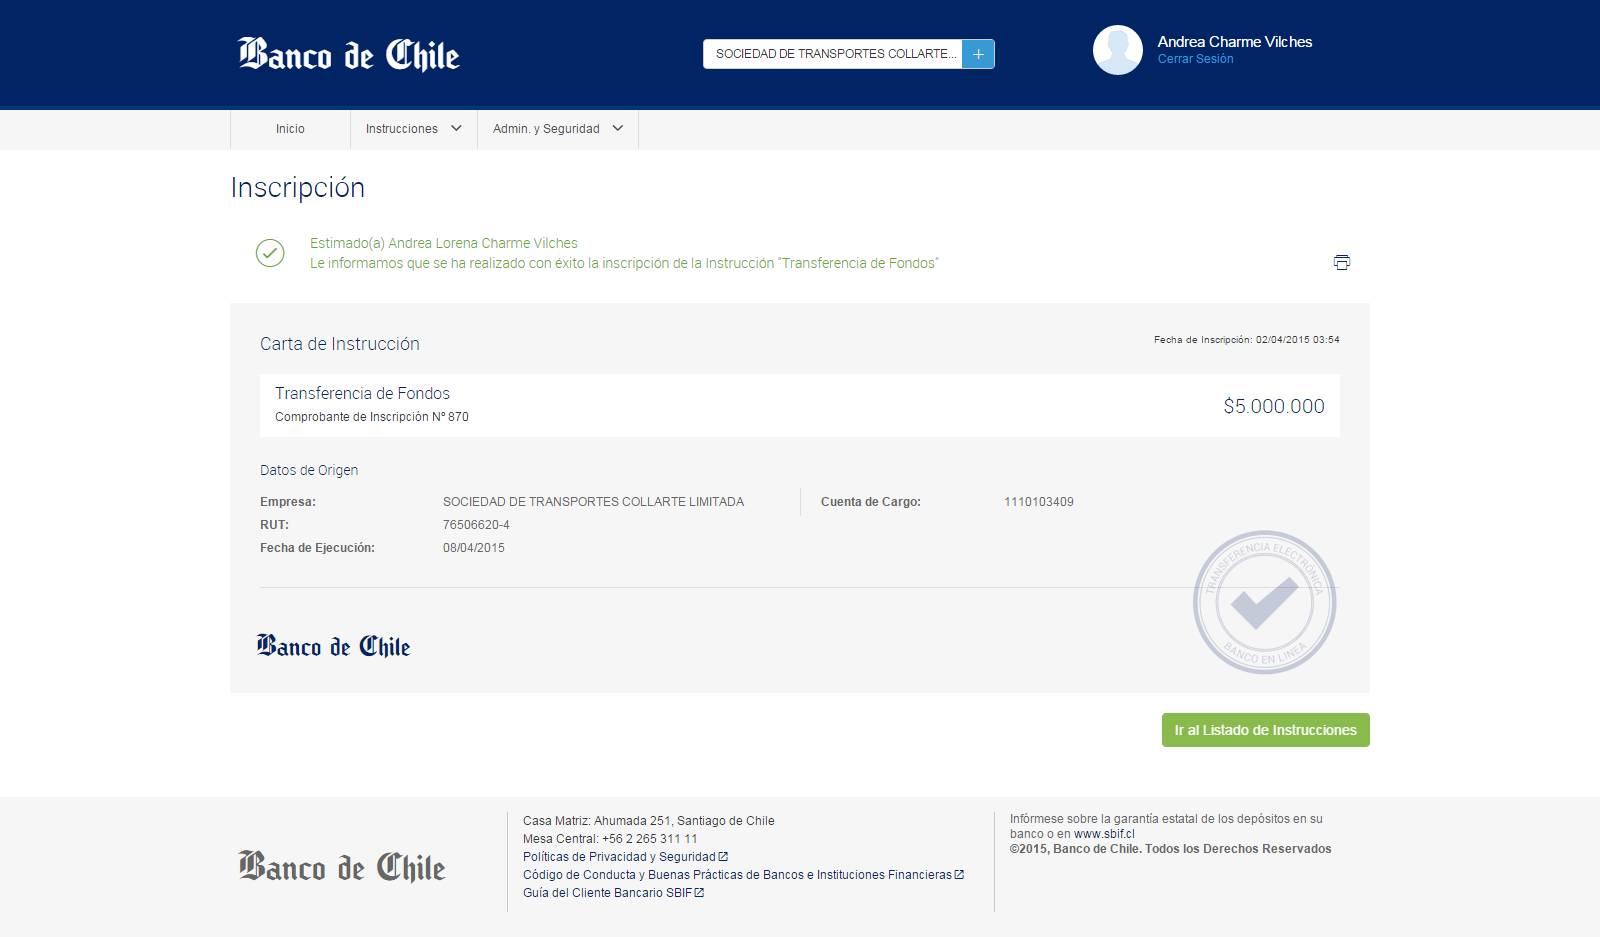 Banco de Chile
SOCIEDAD DE TRANSPORTES COLLARTE...
+
Andrea Charme Vilches
Cerrar Sesión
Inicio
Instrucciones
Admin. y Seguridad
Inscripción
Estimado(a) Andrea Lorena Charme Vilches
Le informamos que se ha realizado con éxito la inscripción de la Instrucción "Transferencia de Fondos"
Carta de Instrucción
Fecha de Inscripción: 02/04/2015 03:54
Transferencia de Fondos
Comprobante de Inscripción Nº 870
$5.000.000
Datos de Origen
Empresa: SOCIEDAD DE TRANSPORTES COLLARTE LIMITADA
Cuenta de Cargo: 1110103409
RUT: 76506620-4
Fecha de Ejecución: 08/04/2015
TRANSFERENCIA ELECTRÓNICA
BANCO EN LINEA
Banco de Chile
Ir al Listado de Instrucciones
Banco de Chile
Casa Matriz: Ahumada 251, Santiago de Chile
Mesa Central: +56 2 265 311 11
Políticas de Privacidad y Seguridad
Código de Conducta y Buenas Prácticas de Bancos e Instituciones Financieras
Guía del Cliente Bancario SBIF
Infórmese sobre la garantía estatal de los depósitos en su
banco o en www.sbif.cl
©2015, Banco de Chile. Todos los Derechos Reservados